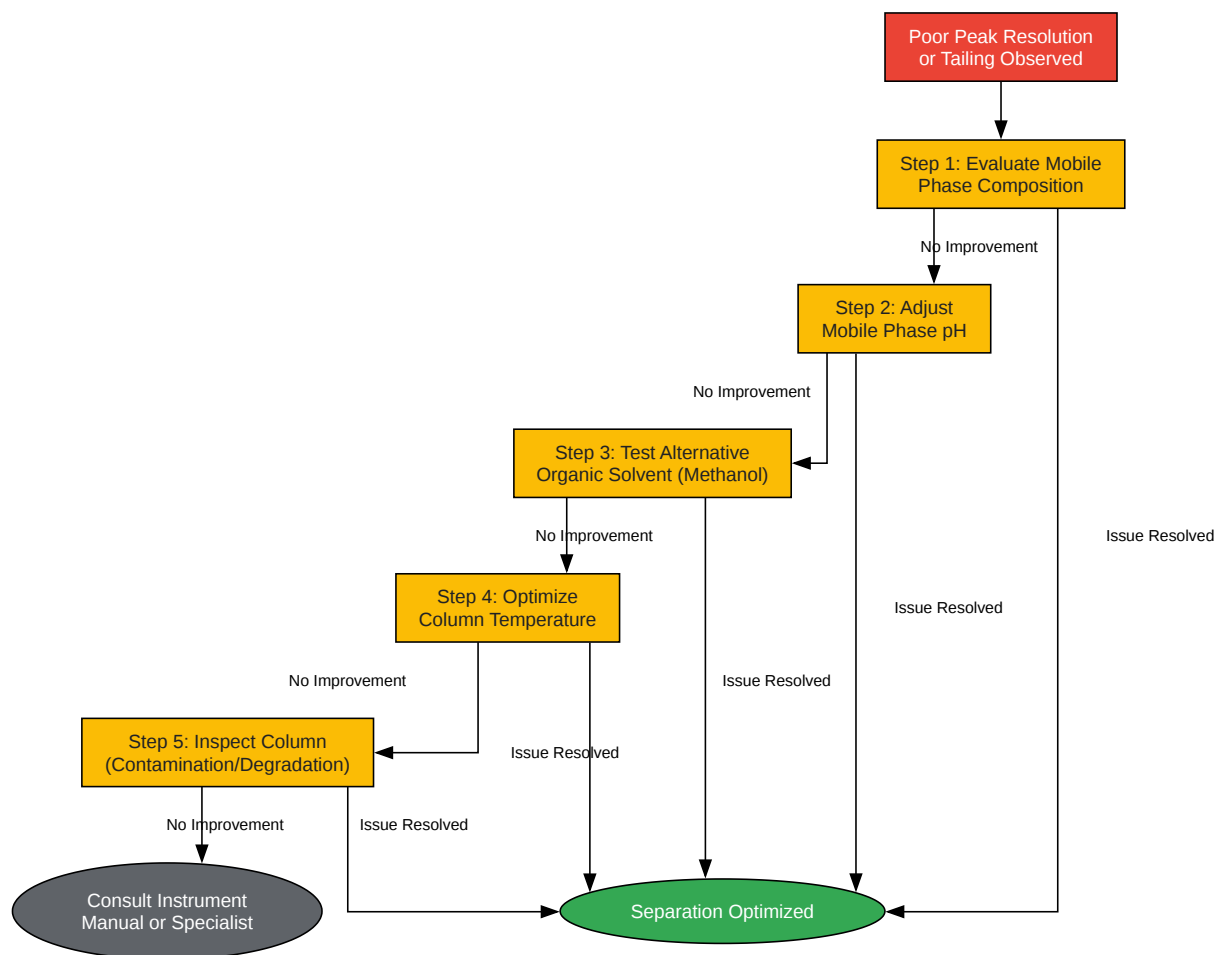 Poor Peak Resolution
or Tailing Observed
Step 1: Evaluate Mobile
Phase Composition
No Improvement
Step 2: Adjust
Mobile Phase pH
No Improvement
Step 3: Test Alternative
Organic Solvent (Methanol)
No Improvement
Issue Resolved
Step 4: Optimize
Column Temperature
Issue Resolved
No Improvement
Issue Resolved
Step 5: Inspect Column
(Contamination/Degradation)
Issue Resolved
No Improvement
Issue Resolved
Consult Instrument
Manual or Specialist
Separation Optimized